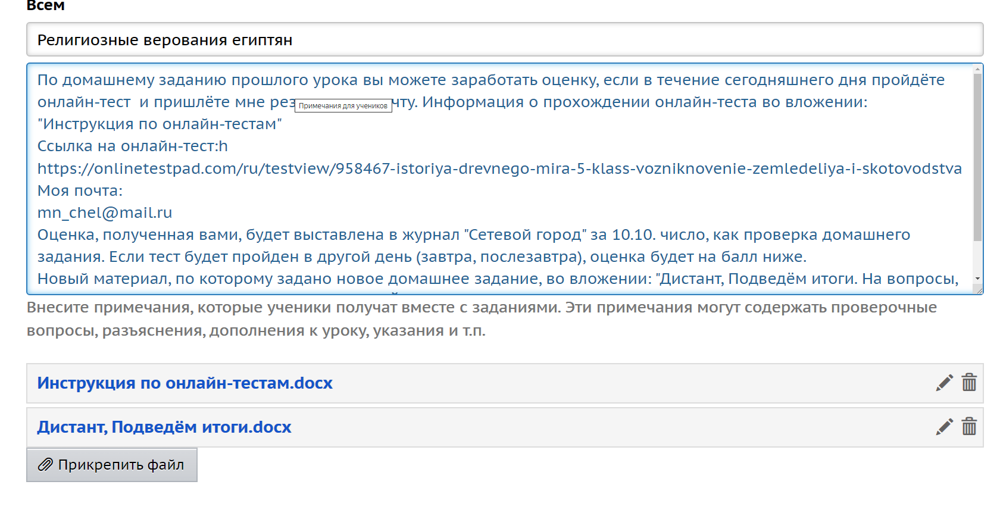 Всем
Религиозные верования египтян
По домашнему заданию прошлого урока вы можете заработать оценку, если в течение сегодняшнего дня пройдёте
онлайн-тест  и пришлёте мне рез чту. Информация о прохождении онлайн-теста во вложении:
Примечания для учеников
"Инструкция по онлайн-тестам"
Ссылка на онлайн-тест:h
https://onlinetestpad.com/ru/testview/958467-istoriya-drevnego-mira-5-klass-vozniknovenie-zemledeliya-i-skotovodstva
Моя почта:
mn_chel@mail.ru
Оценка, полученная вами, будет выставлена в журнал "Сетевой город" за 10.10. число, как проверка домашнего
задания. Если тест будет пройден в другой день (завтра, послезавтра), оценка будет на балл ниже.
Новый материал, по которому задано новое домашнее задание, во вложении: "Дистант, Подведём итоги. На вопросы,
Внесите примечания, которые ученики получат вместе с заданиями. Эти примечания могут содержать проверочные
вопросы, разъяснения, дополнения к уроку, указания и т.п.
Инструкция по онлайн-тестам.docx
Дистант, Подведём итоги.docx
Прикрепить файл